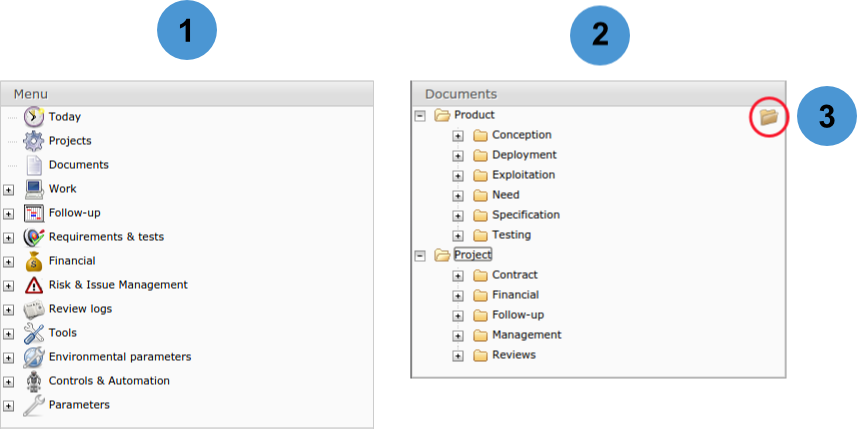 1
2
Menu
Today
Projects
Documents
Work
Follow-up
Requirements & tests
Financial
Risk & Issue Management
Review logs
Tools
Environmental parameters
Controls & Automation
Parameters
Documents
3
Product
Conception
Deployment
Exploitation
Need
Specification
Testing
Project
Contract
Financial
Follow-up
Management
Reviews